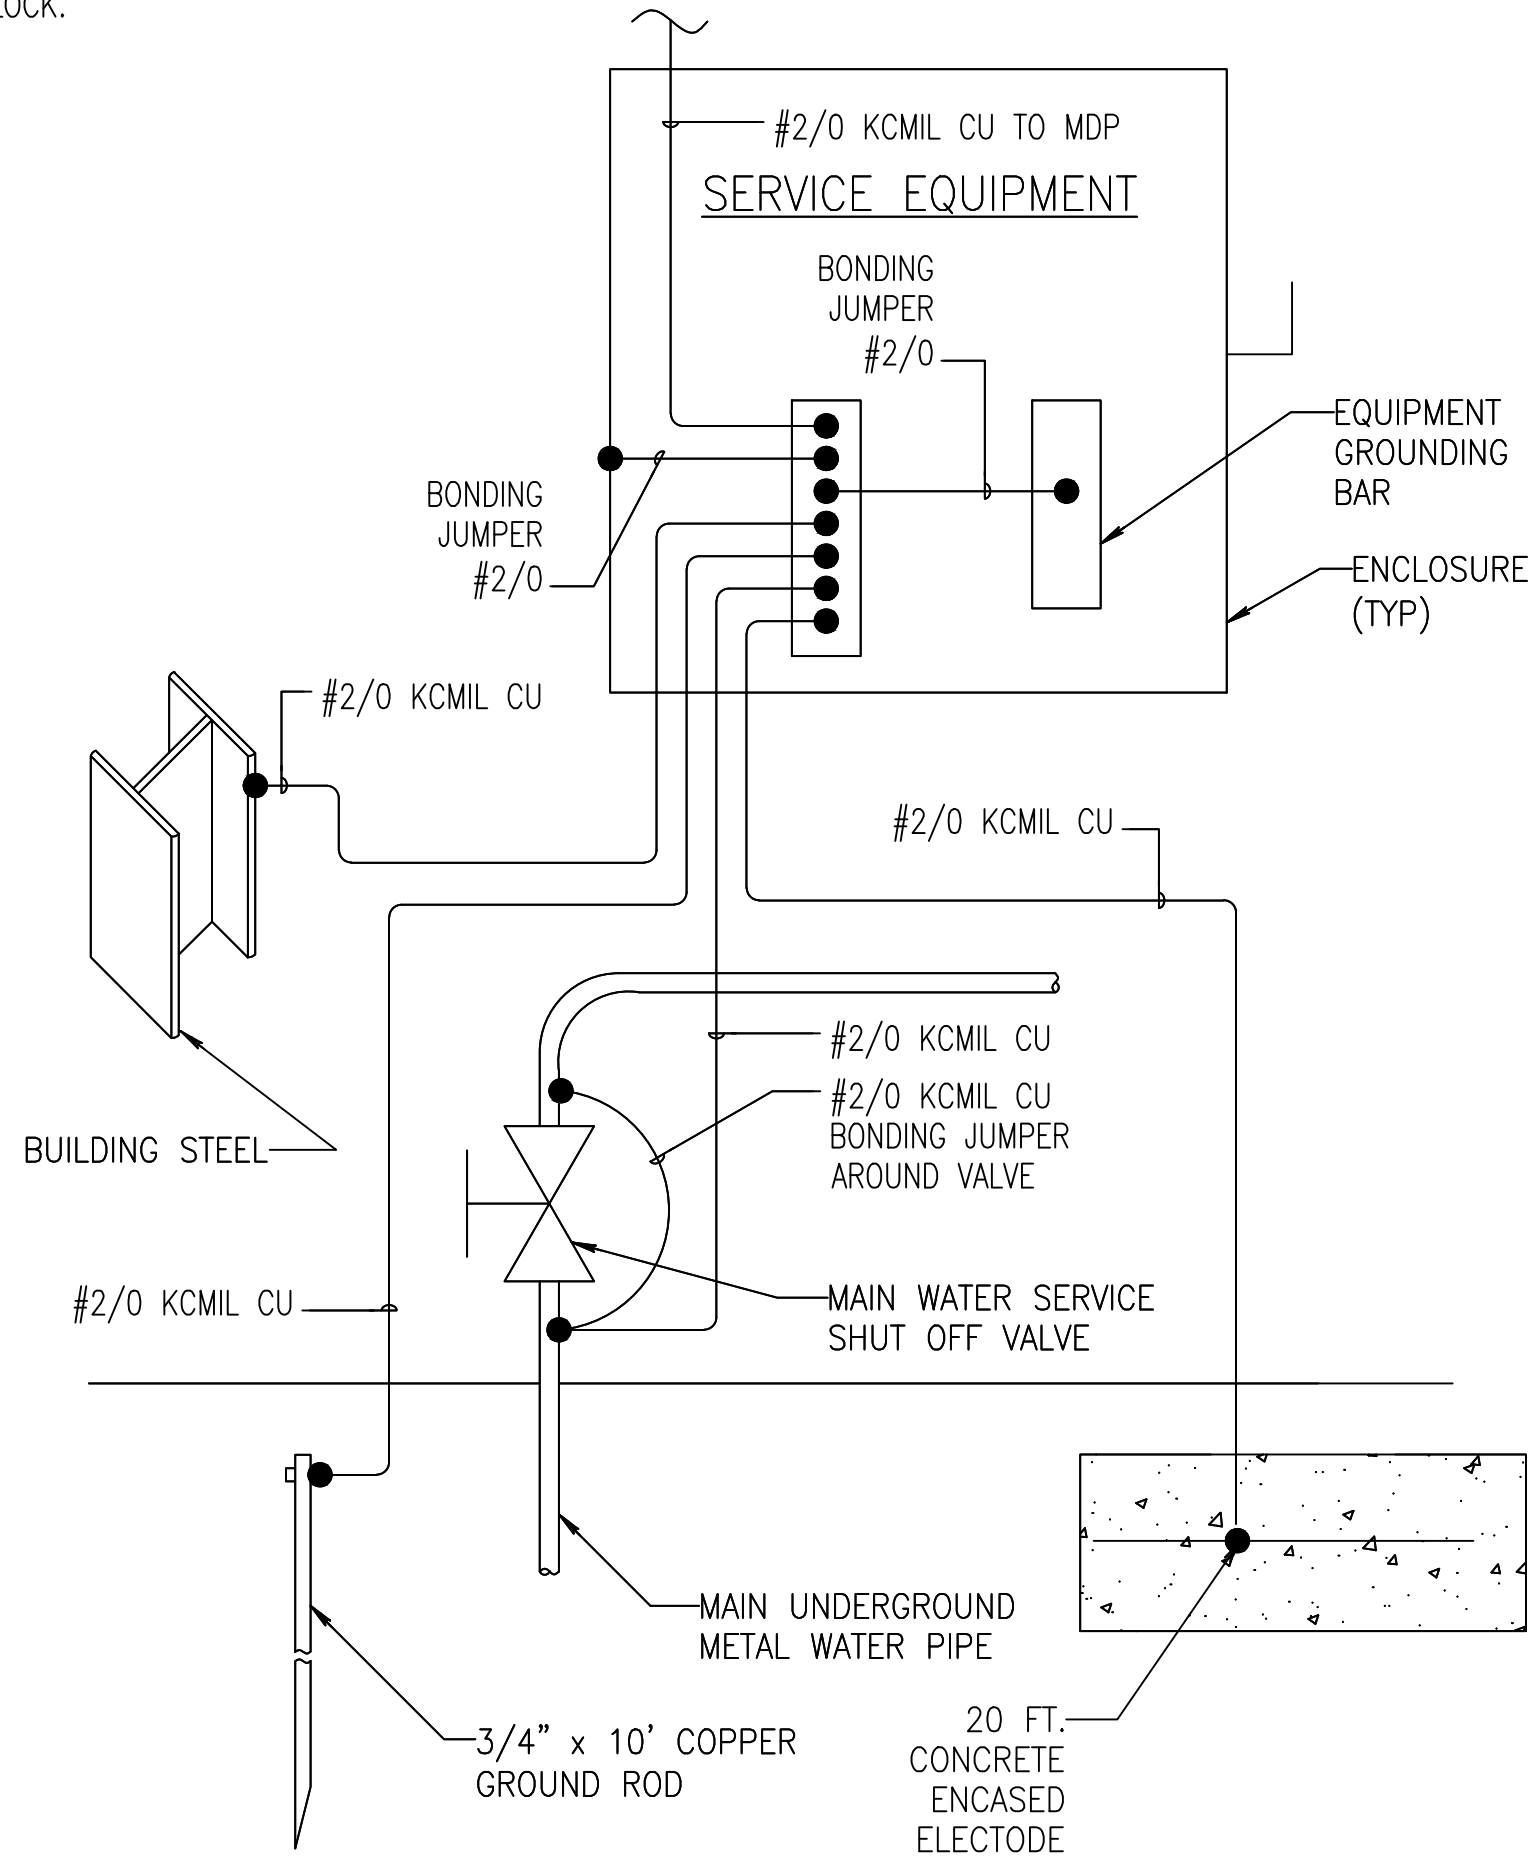 #2/0 KCMIL CU TO MDP
SERVICE EQUIPMENT
BONDING
JUMPER
#2/0
EQUIPMENT
GROUNDING
BAR
BONDING
JUMPER
#2/0
ENCLOSURE
(TYP)
#2/0 KCMIL CU
#2/0 KCMIL CU
#2/0 KCMIL CU
#2/0 KCMIL CU
BONDING JUMPER
AROUND VALVE
BUILDING STEEL
#2/0 KCMIL CU
MAIN WATER SERVICE
SHUT OFF VALVE
MAIN UNDERGROUND
METAL WATER PIPE
3/4" x 10' COPPER
GROUND ROD
20 FT.
CONCRETE
ENCASED
ELECTODE